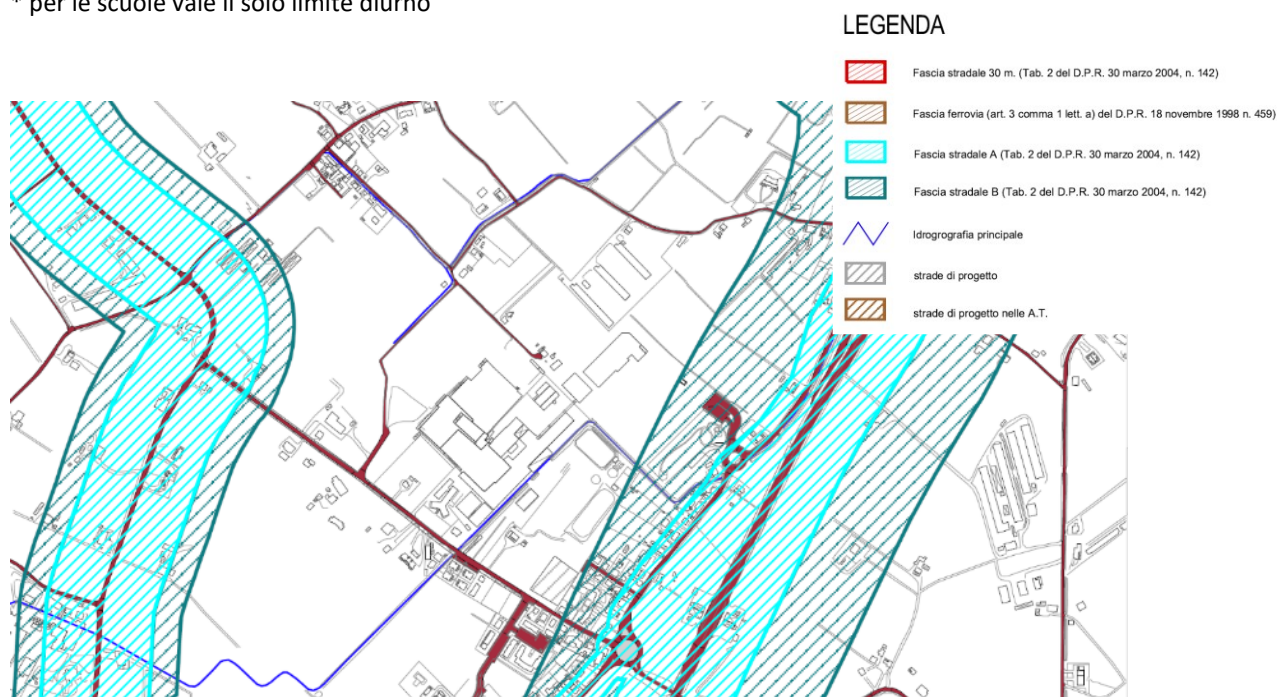 * per le scuole vale il solo limite diurno
LEGENDA
Fascia stradale 30 m. (Tab. 2 del D.P.R. 30 marzo 2004, n. 142)
Fascia ferrovia (art. 3 comma 1 lett. a) del D.P.R. 18 novembre 1998 n. 459)
Fascia stradale A (Tab. 2 del D.P.R. 30 marzo 2004, n. 142)
Fascia stradale B (Tab. 2 del D.P.R. 30 marzo 2004, n. 142)
Idrogrografia principale
strade di progetto
strade di progetto nelle A.T.